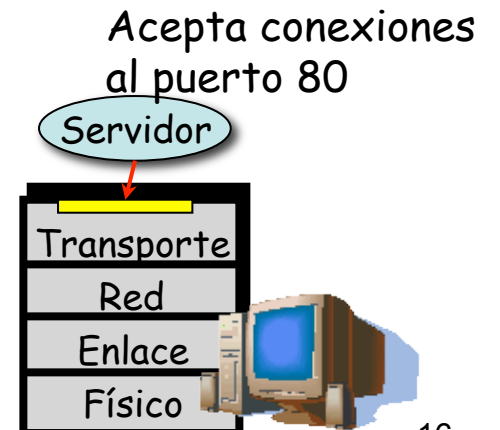 Acepta conexiones
al puerto 80
Servidor
Transporte
Red
Enlace
Físico